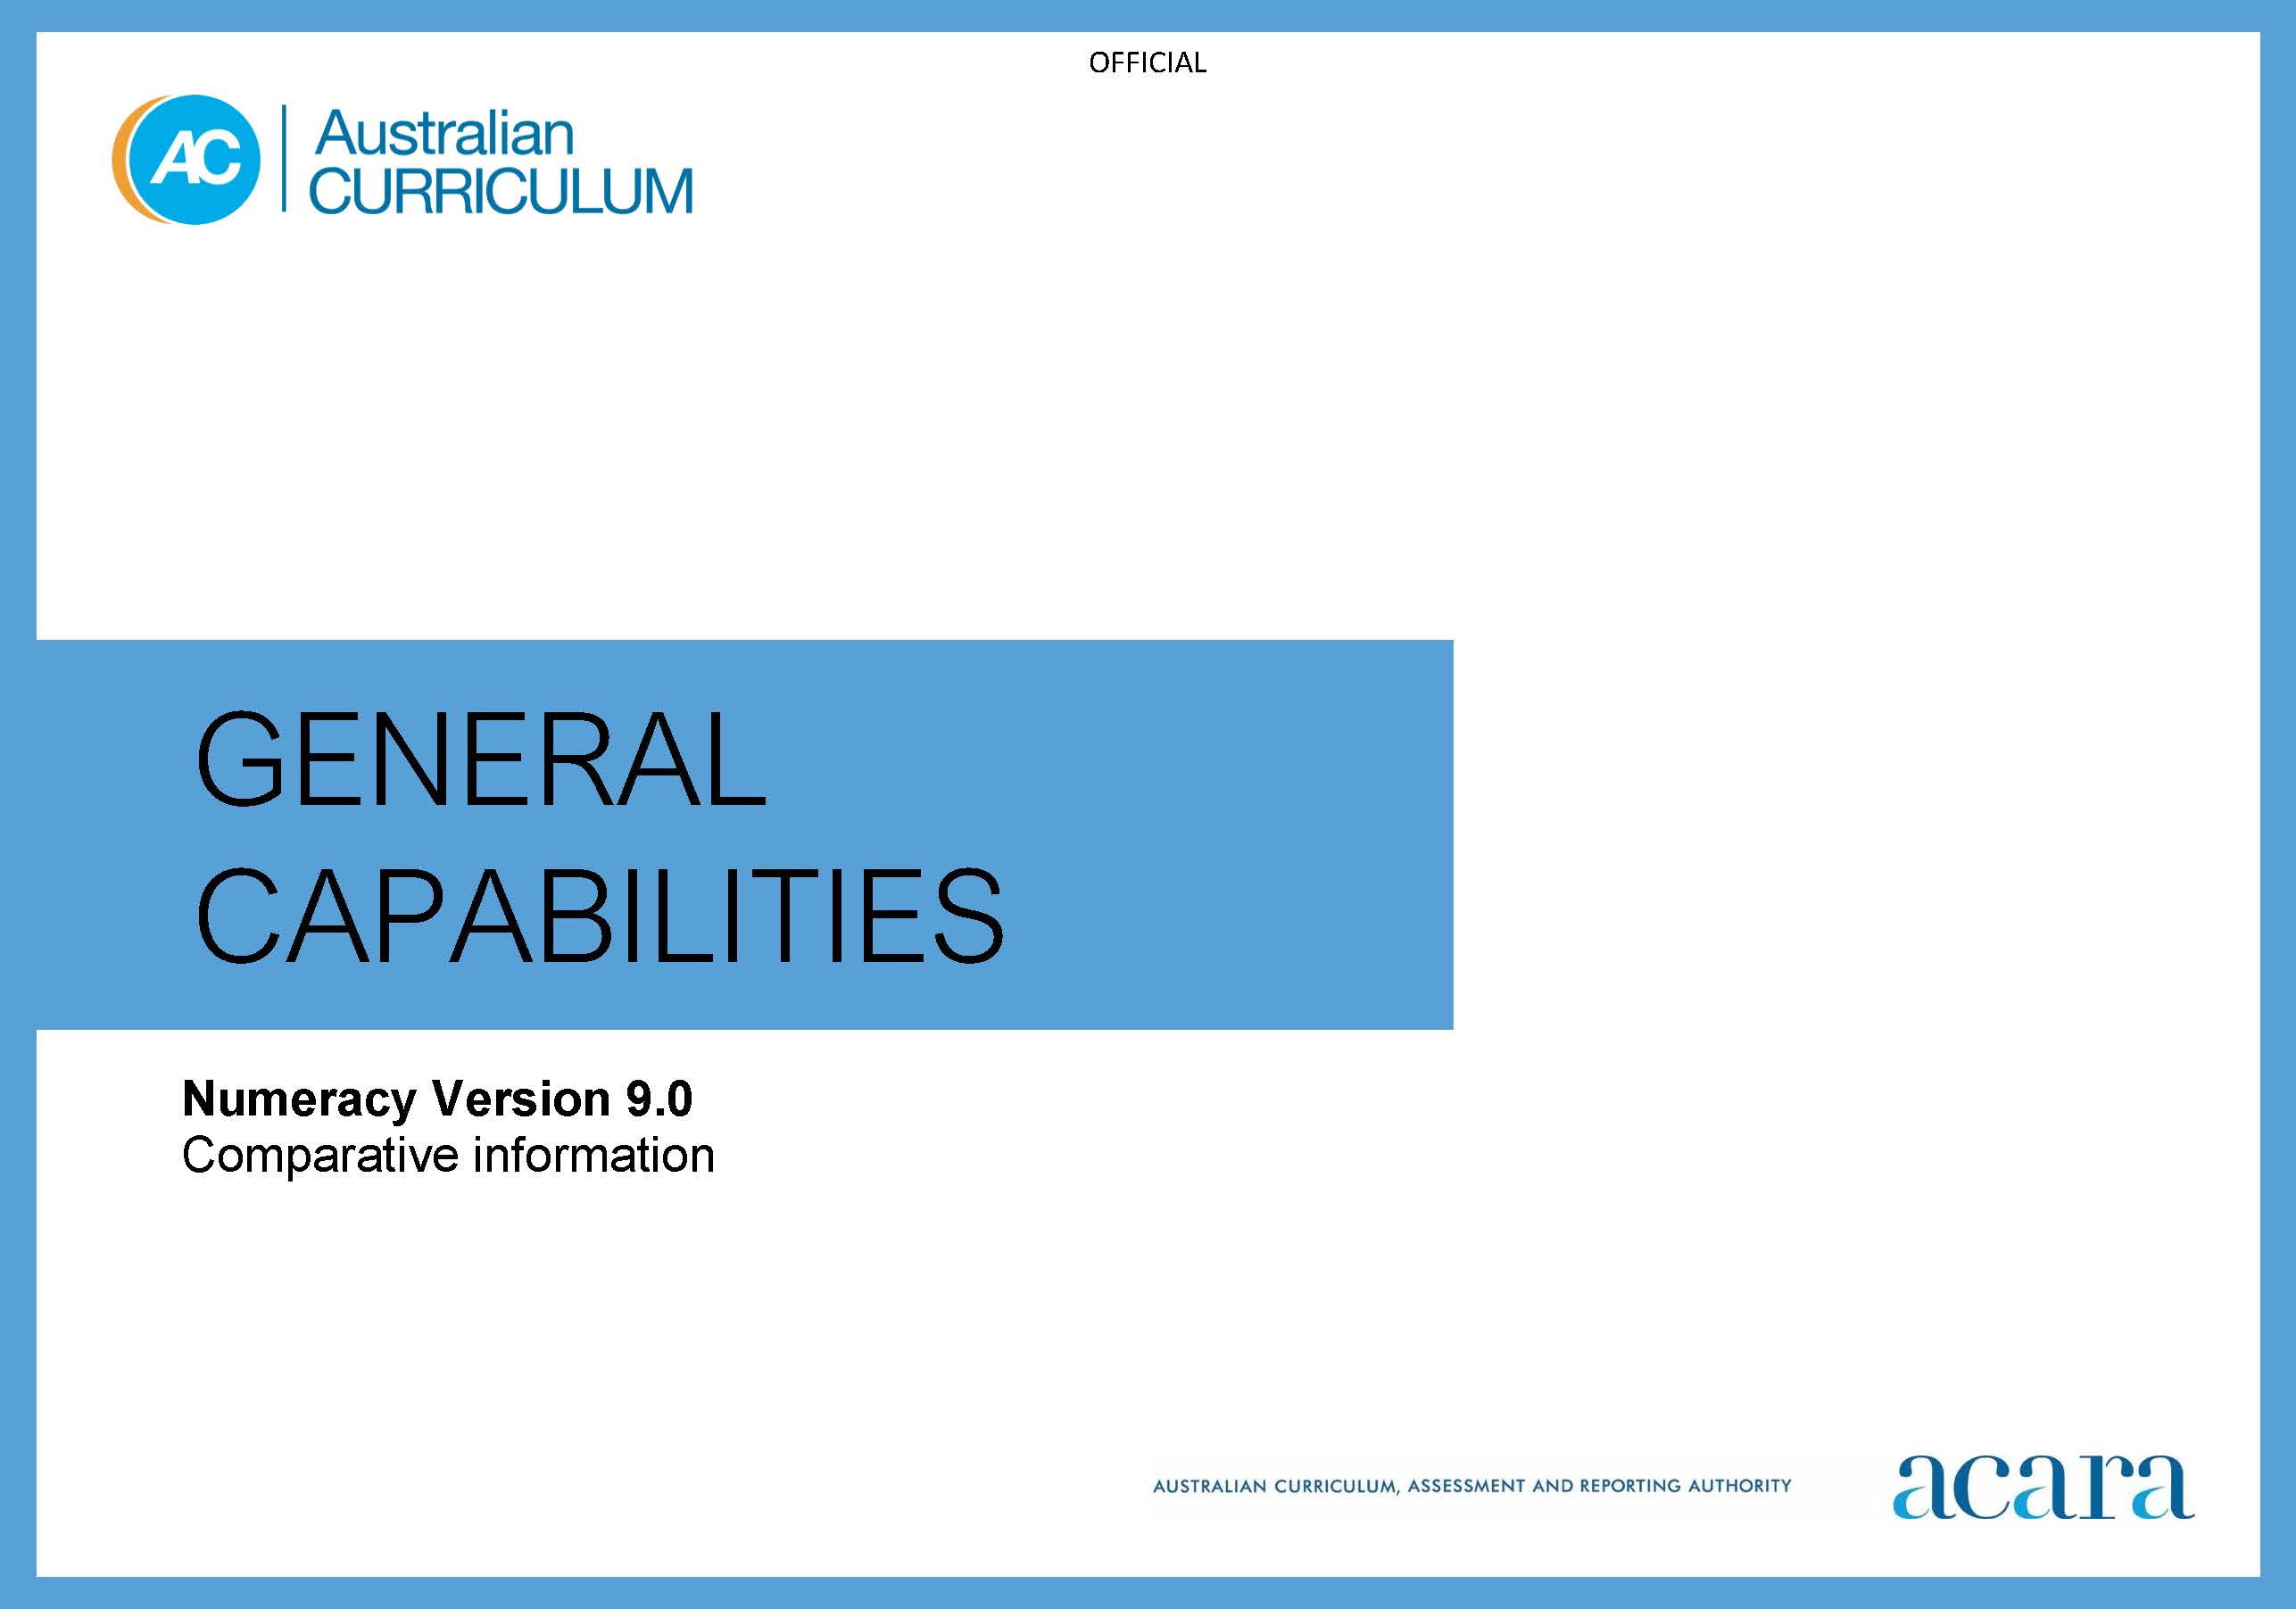 OFFICIAL
AC
Australian
CURRICULUM
GENERAL
CAPABILITIES
Numeracy Version 9.0
Comparative information
AUSTRALIAN CURRICULUM, ASSESSMENT AND REPORTING AUTHORITY
acara